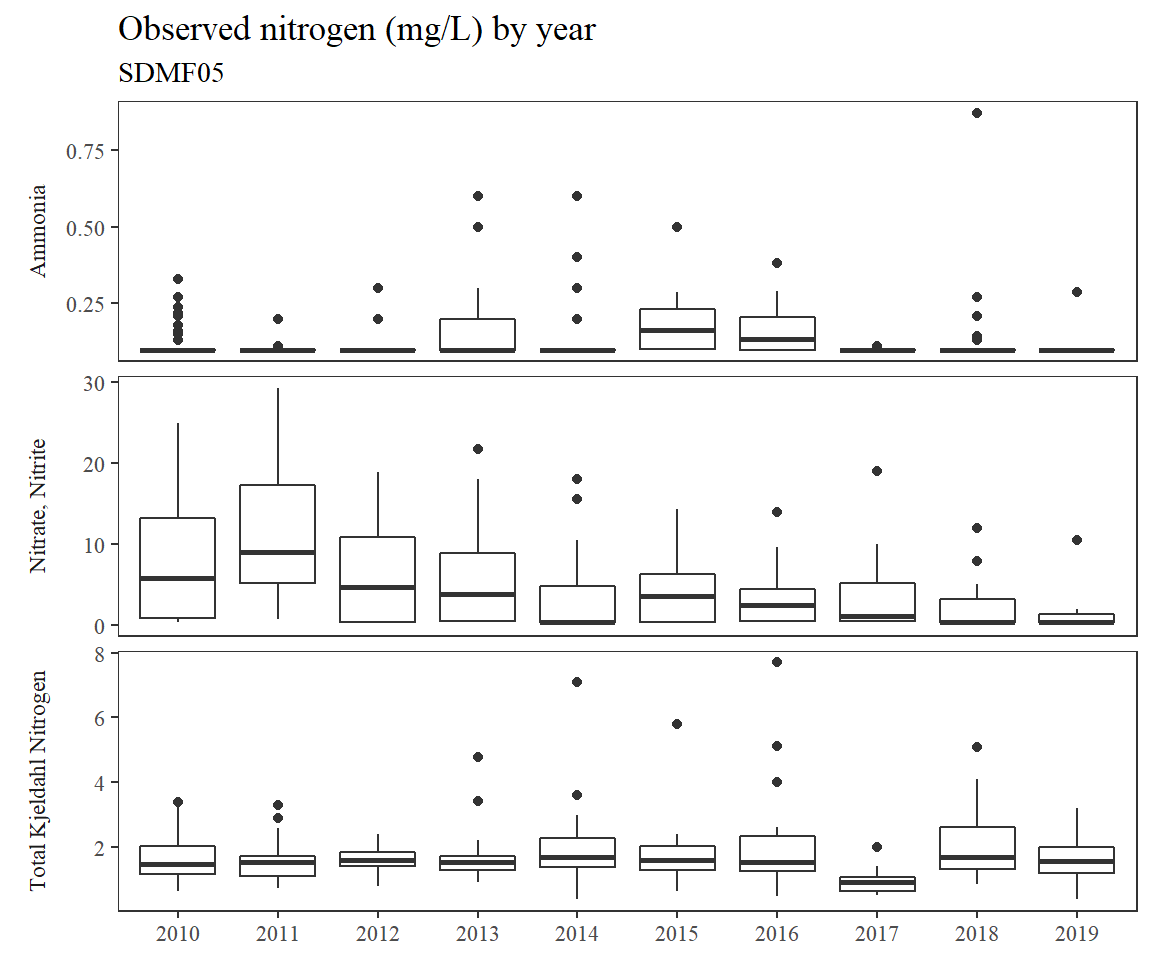 Observed nitrogen (mg/L) by year
SDMF05
Ammonia
0.75
0.50
0.25
Nitrate, Nitrite
30
20
10
0
Total Kjeldahl Nitrogen
8
6
4
2
2010 2011 2012 2013 2014 2015 2016 2017 2018 2019